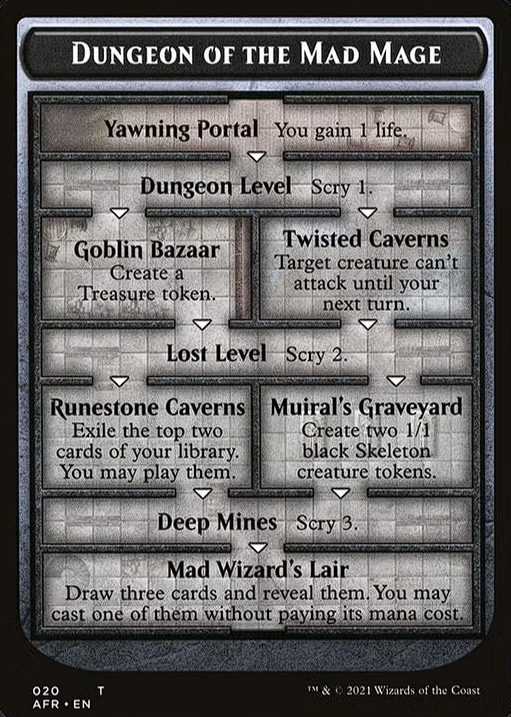 Dungeon of the Mad Mage
Yawning Portal You gain 1 life.
Dungeon Level Scry 1.
Goblin Bazaar
Create a
Treasure token.
Twisted Caverns
Target creature can't
attack until your
next turn.
Lost Level Scry 2.
Runestone Caverns
Exile the top two
cards of your library.
You may play them.
Muiral's Graveyard
Create two 1/1
black Skeleton
creature tokens.
Deep Mines Scry 3.
Mad Wizard's Lair
Draw three cards and reveal them. You may
cast one of them without paying its mana cost.
020 T
AFR • EN
™ & © 2021 Wizards of the Coast